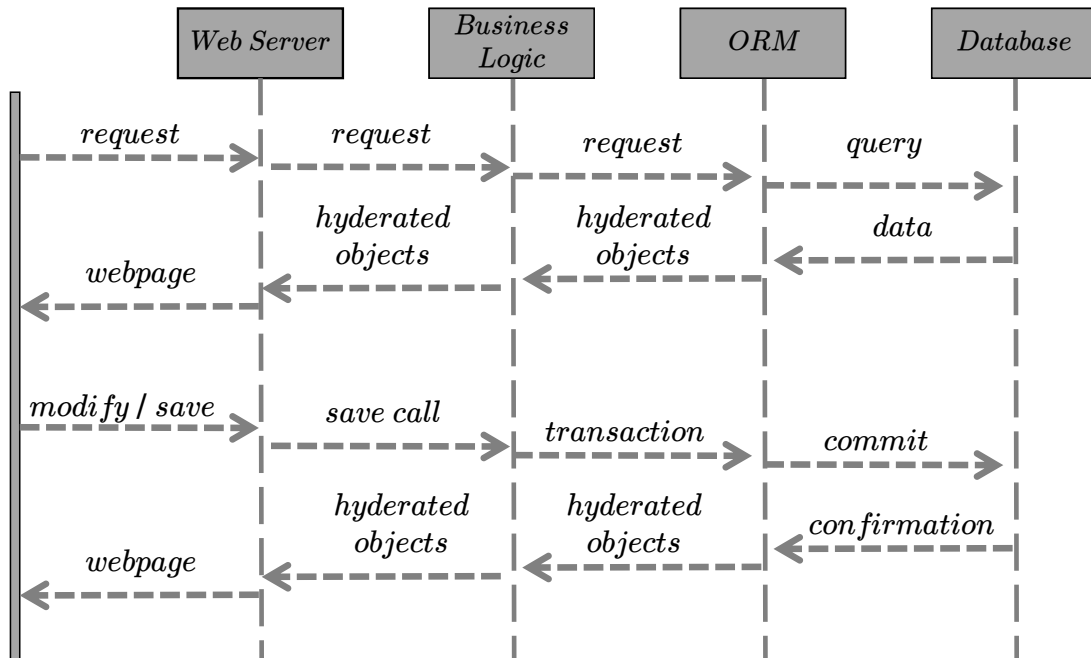 Web Server
Business
Logic
ORM
Database
request
request
request
query
hyderated
objects
hyderated
objects
data
webpage
modify / save
save call
transaction
commit
hyderated
objects
hyderated
objects
confirmation
webpage